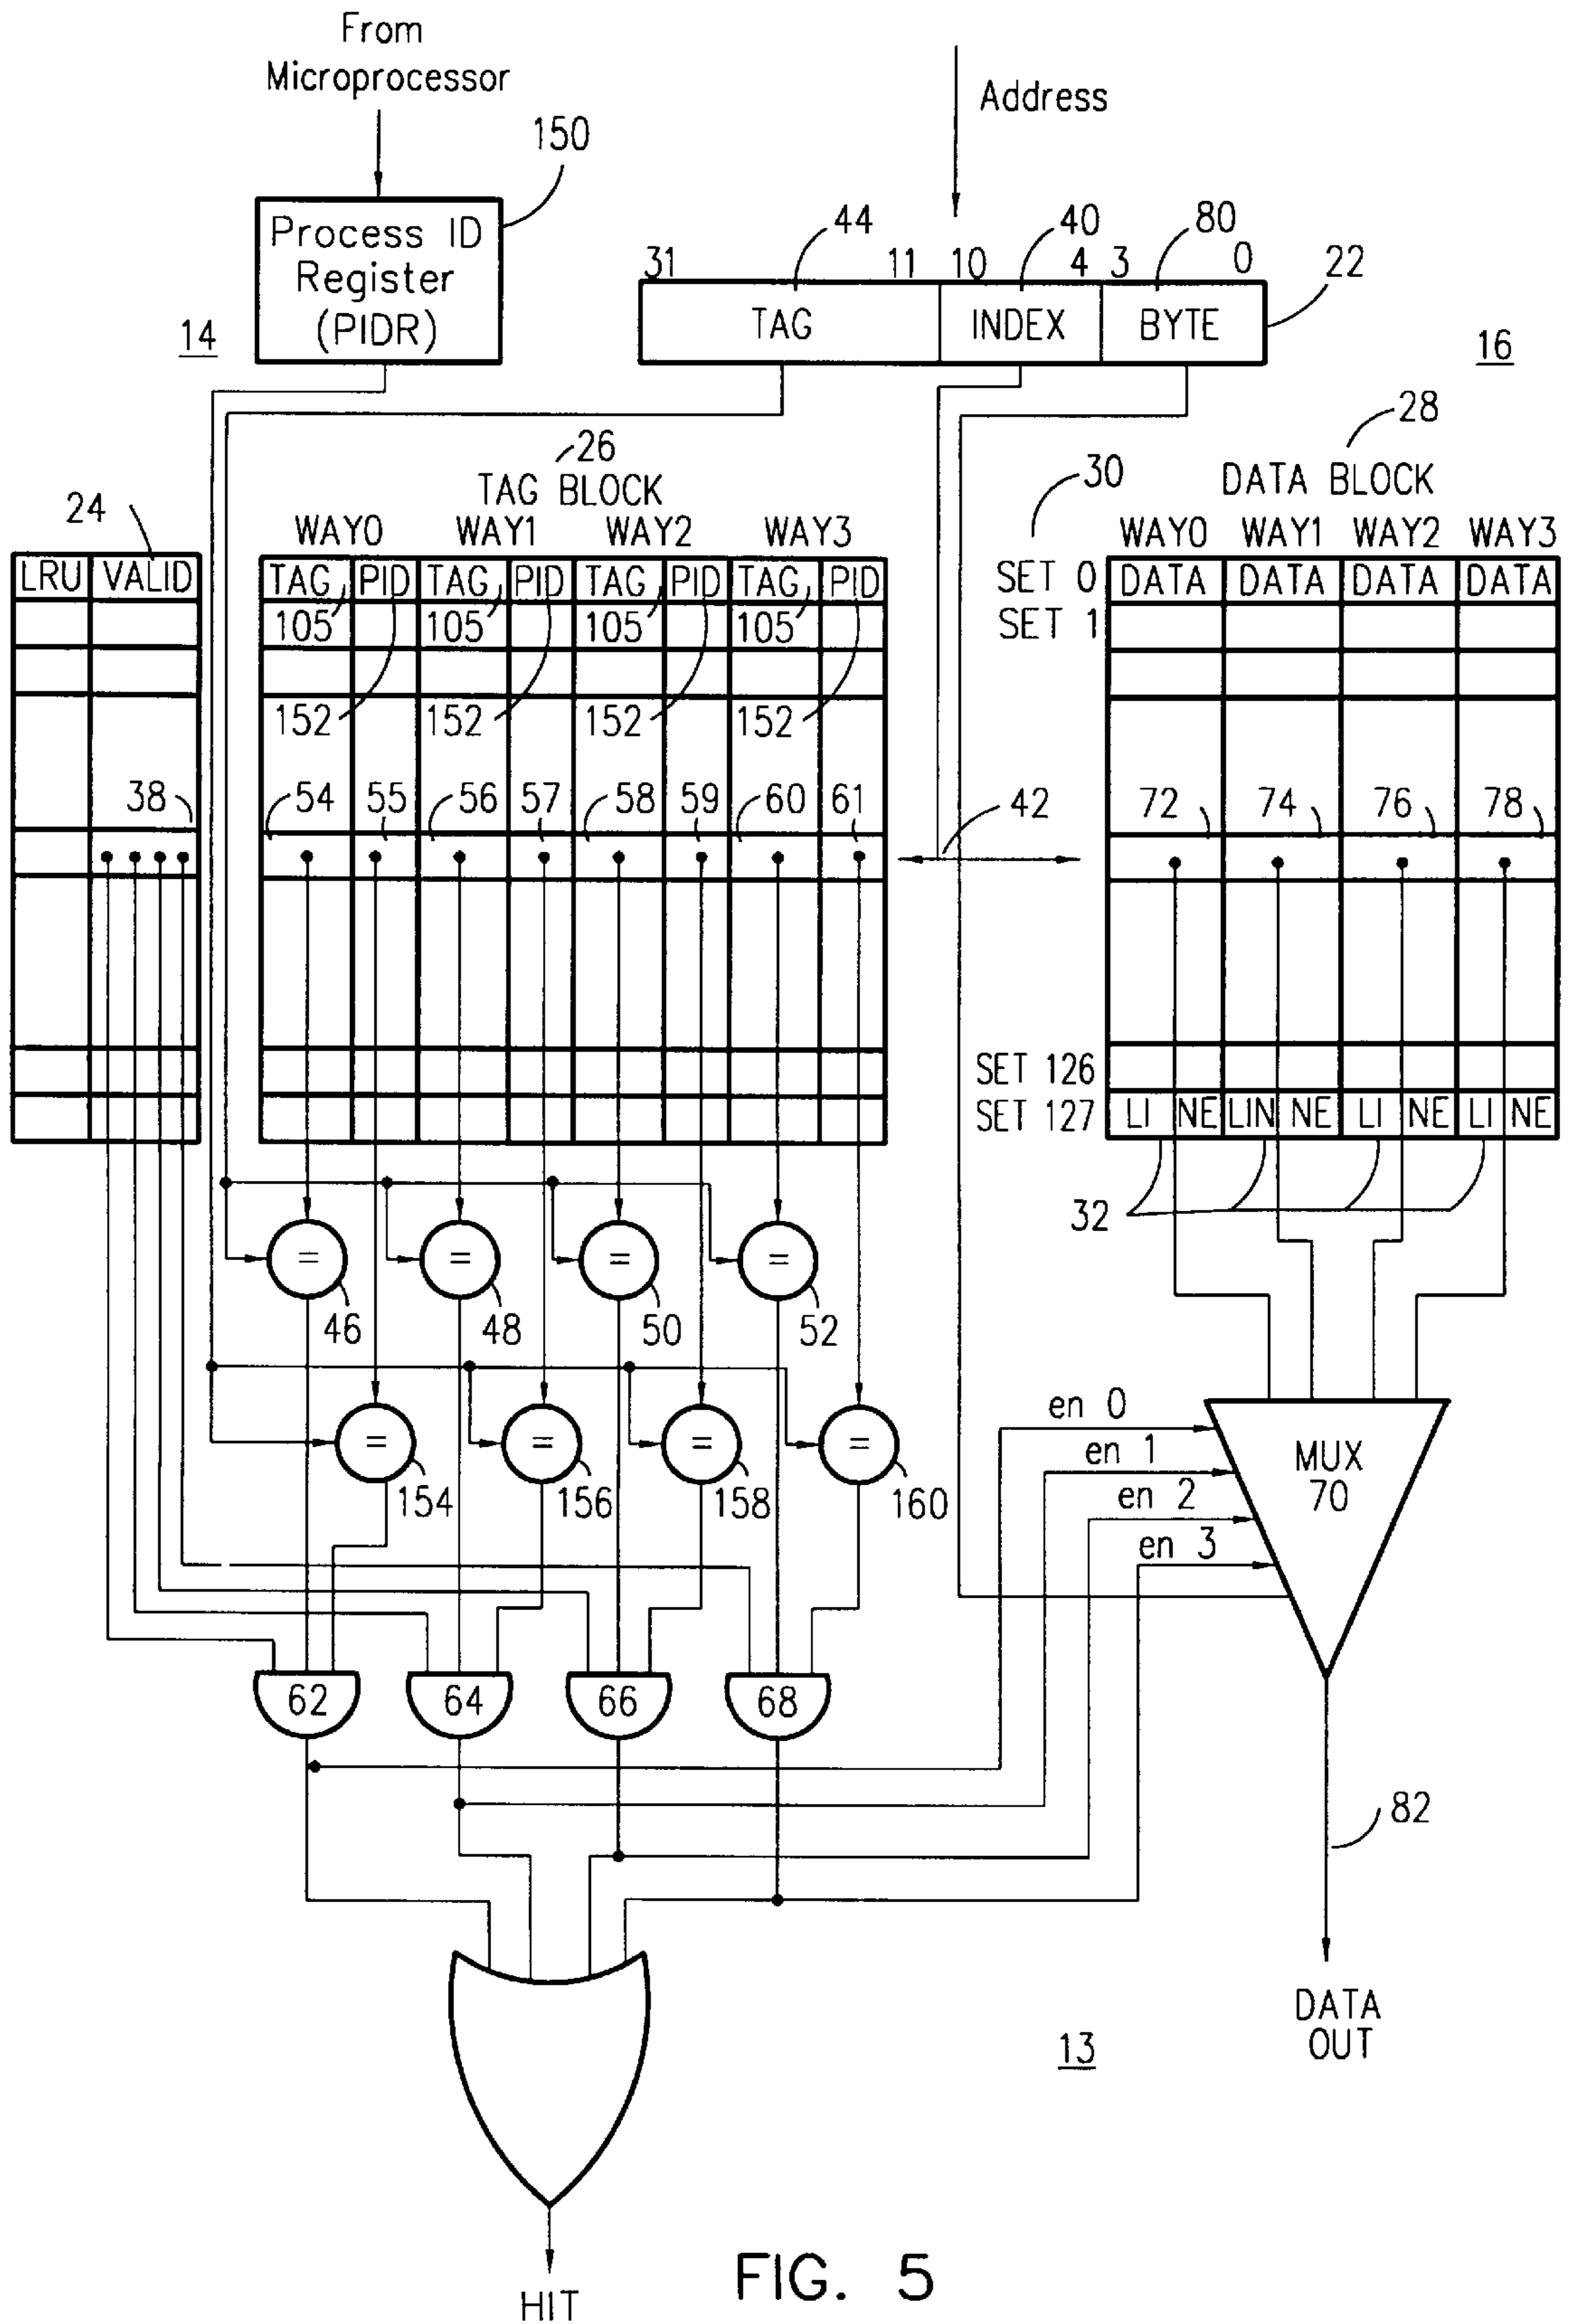 From
Microprocessor
Address
150
Process ID
Register
(PIDR)
14
44
40
80
31
11
10
4
3
0
22
TAG
INDEX
BYTE
16
26
TAG BLOCK
28
DATA BLOCK
30
24
WAY0 WAY1 WAY2 WAY3
WAY0 WAY1 WAY2 WAY3
LRU VALID
TAG PID TAG PID TAG PID TAG PID
SET 0
DATA DATA DATA DATA
105 105 105 105
SET 1
152 152 152 152
38
54 55 56 57 58 59 60 61
42
72 74 76 78
SET 126
SET 127
LI NE LIN NE LI NE LI NE
32
= = = =
46 48 50 52
= = = =
154 156 158 160
en 0
en 1
en 2
en 3
MUX
70
62 64 66 68
82
DATA
OUT
13
HIT
FIG. 5